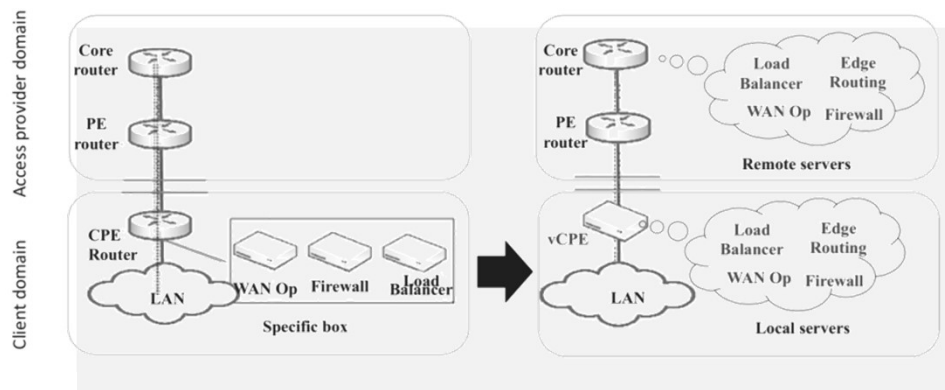 Access provider domain
Core
router
PE
router
Client domain
CPE
Router
LAN
WAN Op
Firewall
Load
Balancer
Specific box
Core
router
PE
router
Load
Balancer
Edge
Routing
WAN Op
Firewall
Remote servers
vCPE
LAN
Load
Balancer
Edge
Routing
WAN Op
Firewall
Local servers